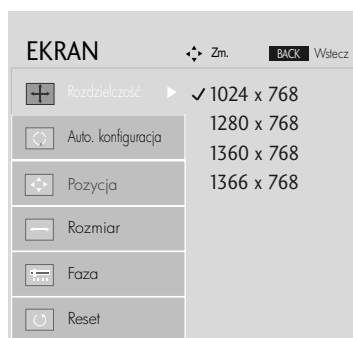 EKRAN Zm. BACK Wstecz
Rozdzielczość
✓ 1024 x 768
1280 x 768
1360 x 768
1366 x 768
Auto. konfiguracja
Pozycja
Rozmiar
Faza
Reset